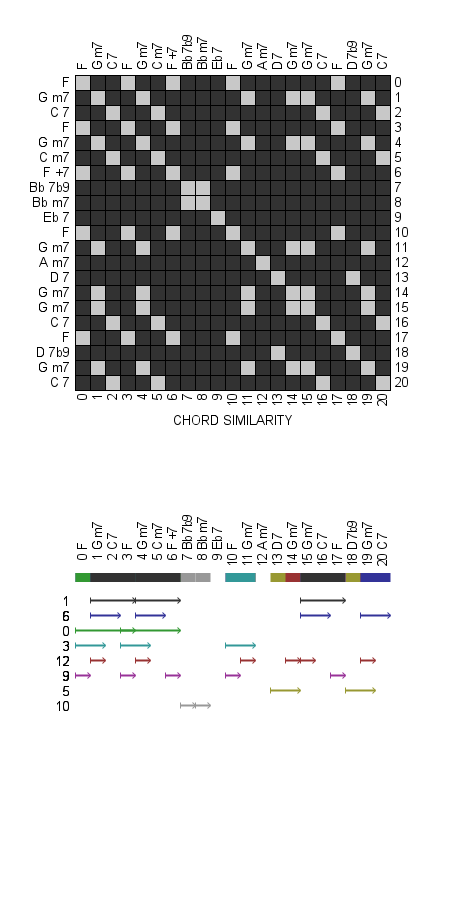 F G m7 C 7 F G m7 C m7 F +7 Bb 7b9 Bb m7 Eb 7 F G m7 A m7 D 7 G m7 G m7 C 7 F D 7b9 G m7 C 7
F 0
G m7 1
C 7 2
F 3
G m7 4
C m7 5
F +7 6
Bb 7b9 7
Bb m7 8
Eb 7 9
F 10
G m7 11
A m7 12
D 7 13
G m7 14
G m7 15
C 7 16
F 17
D 7b9 18
G m7 19
C 7 20
0 1 2 3 4 5 6 7 8 9 10 11 12 13 14 15 16 17 18 19 20
CHORD SIMILARITY
0 F 1 G m7 2 C 7 3 F 4 G m7 5 C m7 6 F +7 7 Bb 7b9 8 Bb m7 9 Eb 7 10 F 11 G m7 12 A m7 13 D 7 14 G m7 15 G m7 16 C 7 17 F 18 D 7b9 19 G m7 20 C 7
1
0
3
12
5
10